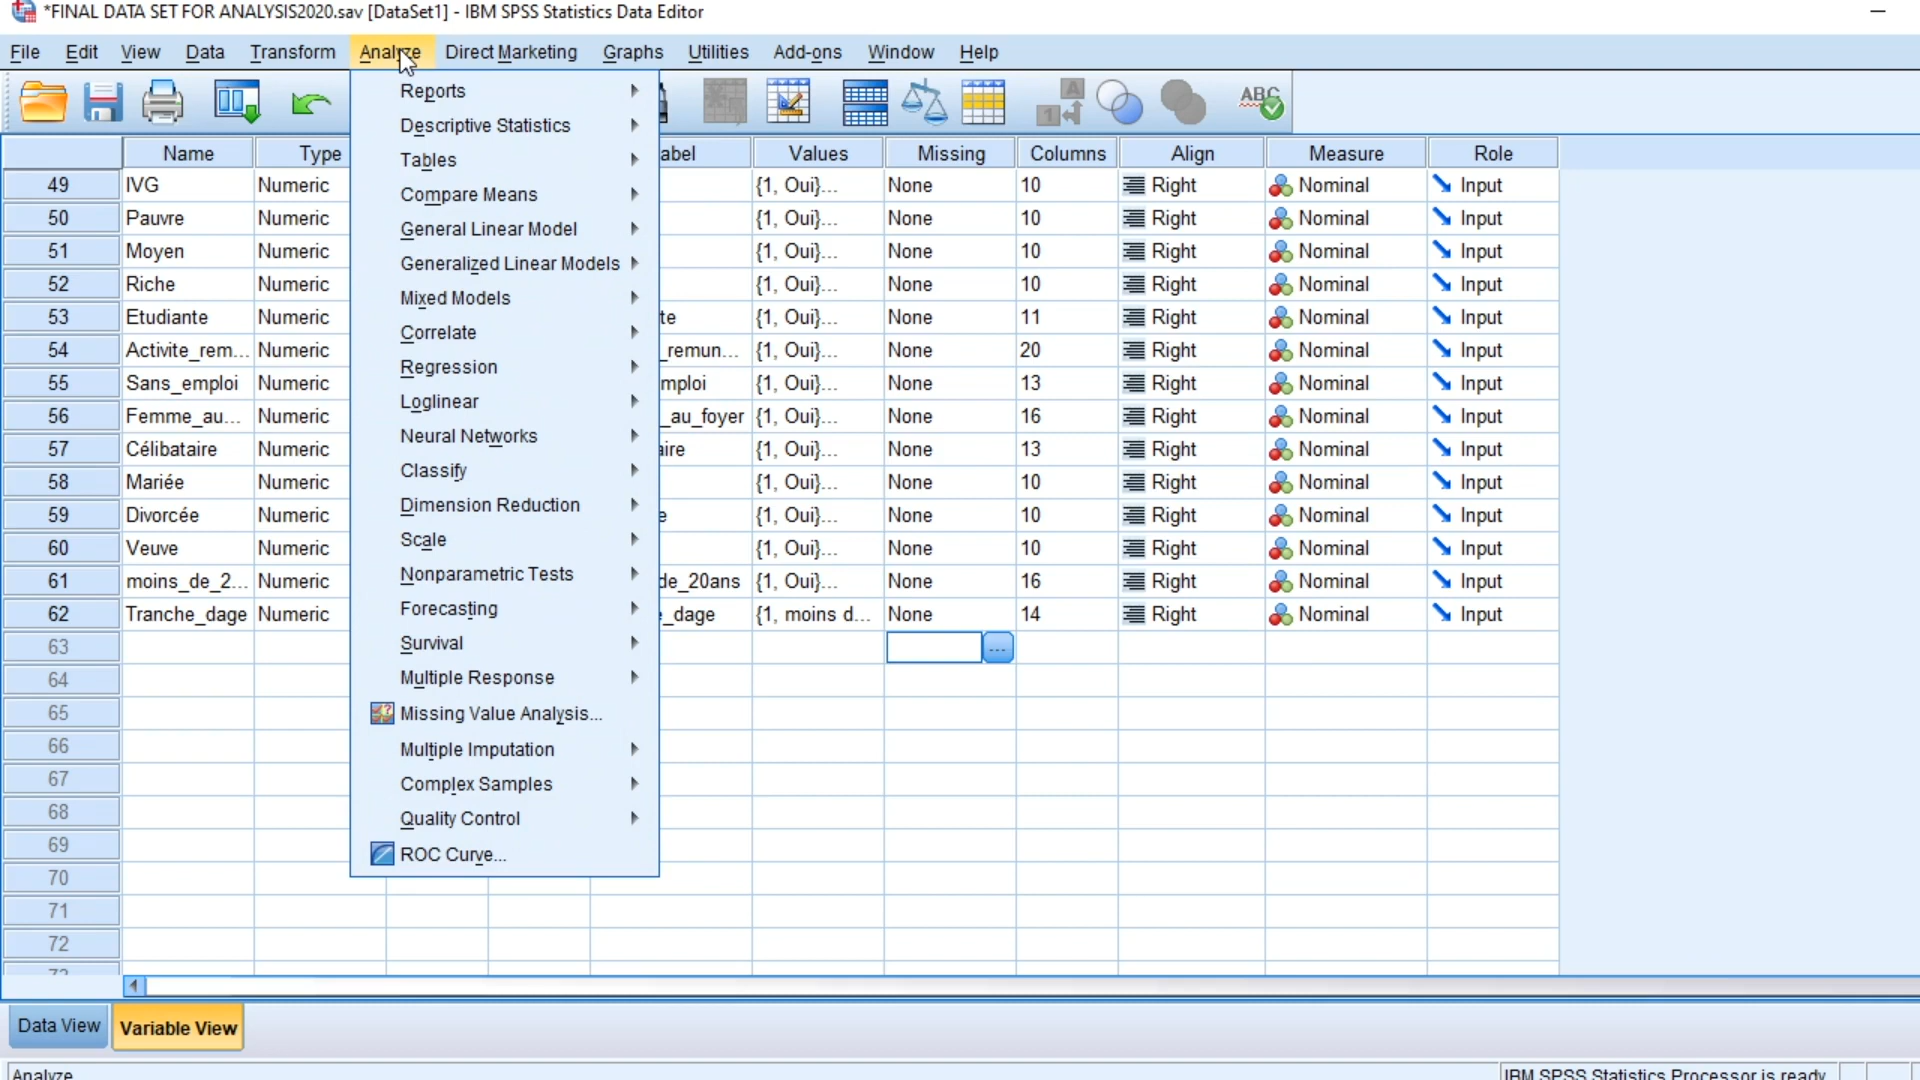 *FINAL DATA SET FOR ANALYSIS2020.sav [DataSet1] - IBM SPSS Statistics Data Editor
File Edit View Data Transform Analyze Direct Marketing Graphs Utilities Add-ons Window Help
Reports
Descriptive Statistics
Tables
Compare Means
General Linear Model
Generalized Linear Models
Mixed Models
Correlate
Regression
Loglinear
Neural Networks
Classify
Dimension Reduction
Scale
Nonparametric Tests
Forecasting
Survival
Multiple Response
Missing Value Analysis...
Multiple Imputation
Complex Samples
Quality Control
ROC Curve...
1 A
ABC
Name Type abel Values Missing Columns Align Measure Role
49 IVG Numeric {1, Oui}... None 10 Right Nominal Input
50 Pauvre Numeric {1, Oui}... None 10 Right Nominal Input
51 Moyen Numeric {1, Oui}... None 10 Right Nominal Input
52 Riche Numeric {1, Oui}... None 10 Right Nominal Input
53 Etudiante Numeric te {1, Oui}... None 11 Right Nominal Input
54 Activite_rem... Numeric _remun... {1, Oui}... None 20 Right Nominal Input
55 Sans_emploi Numeric mploi {1, Oui}... None 13 Right Nominal Input
56 Femme_au... Numeric _au_foyer {1, Oui}... None 16 Right Nominal Input
57 Célibataire Numeric aire {1, Oui}... None 13 Right Nominal Input
58 Mariée Numeric {1, Oui}... None 10 Right Nominal Input
59 Divorcée Numeric e {1, Oui}... None 10 Right Nominal Input
60 Veuve Numeric {1, Oui}... None 10 Right Nominal Input
61 moins_de_2... Numeric de_20ans {1, Oui}... None 16 Right Nominal Input
62 Tranche_dage Numeric _dage {1, moins d... None 14 Right Nominal Input
63 ...
64
65
66
67
68
69
70
71
72
73
Data View Variable View
Analyze IBM SPSS Statistics Processor is ready